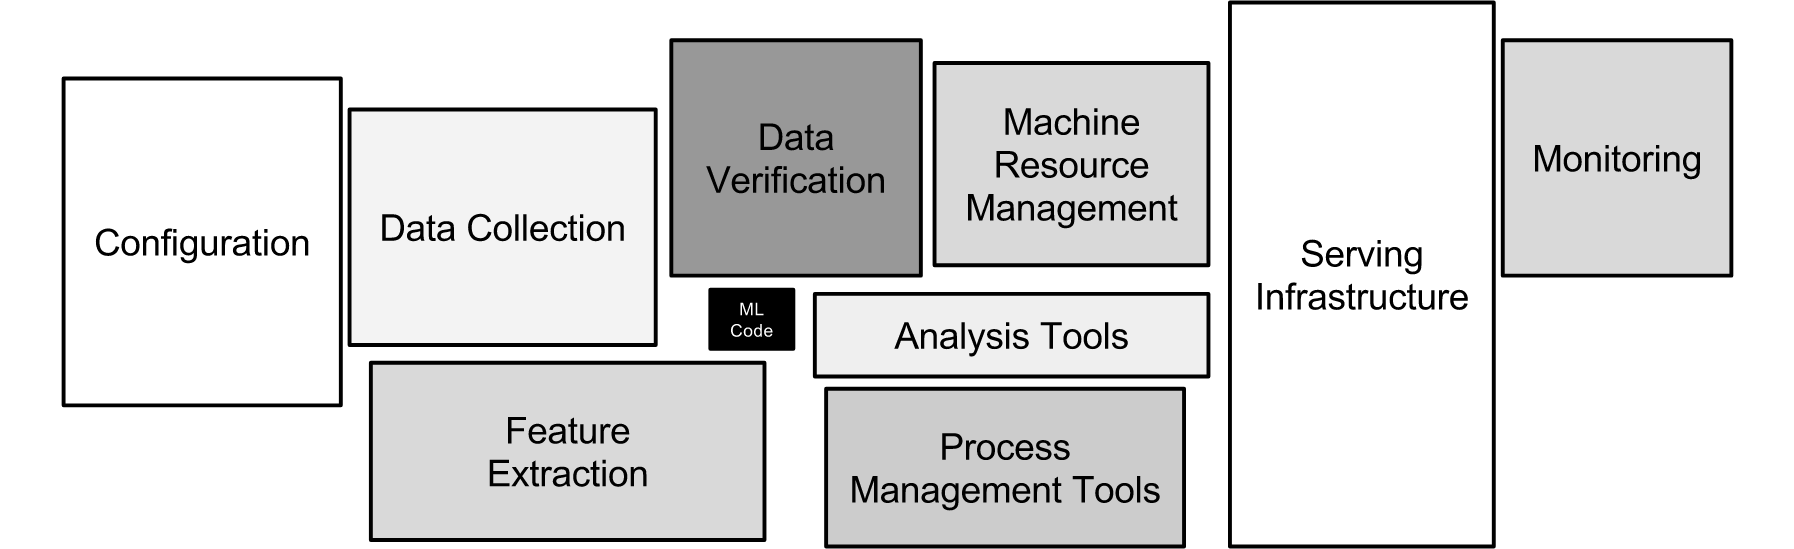 Configuration
Data Collection
Data
Verification
Machine
Resource
Management
Monitoring
Serving
Infrastructure
ML
Code
Analysis Tools
Feature
Extraction
Process
Management Tools